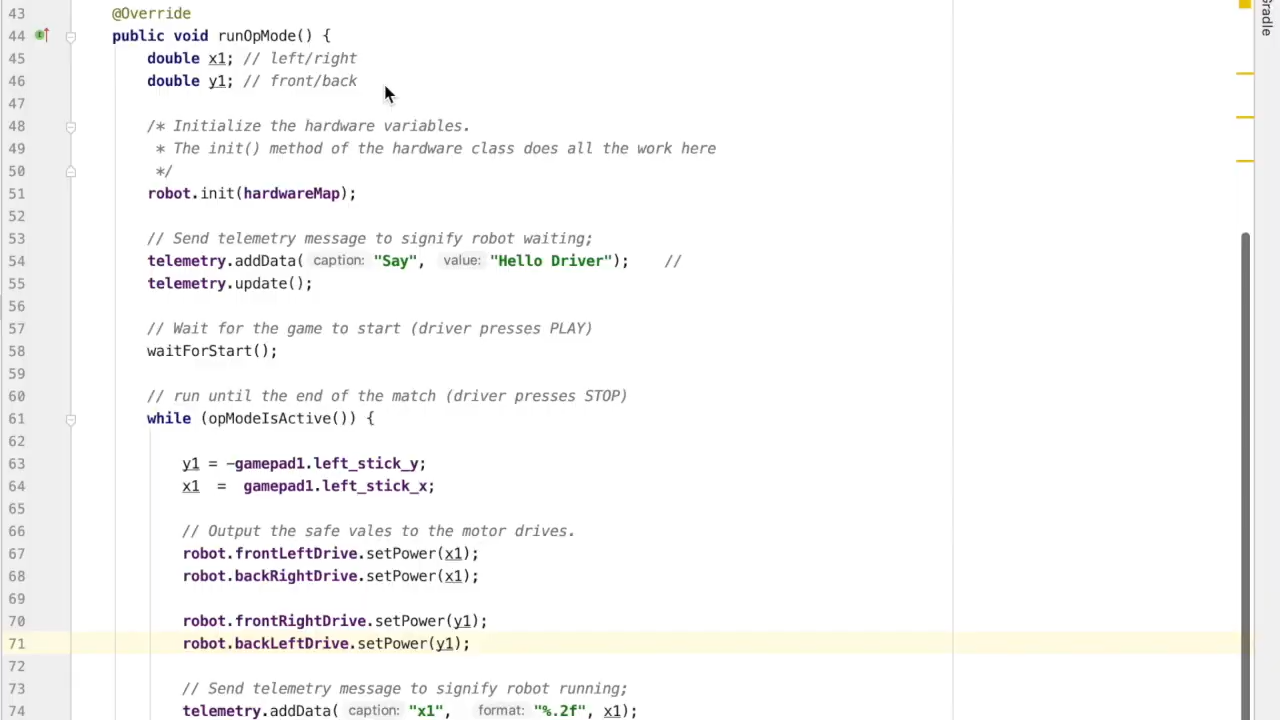 Gradle
43 @Override
44 public void runOpMode() {
45 double x1; // left/right
46 double y1; // front/back
47
48 /* Initialize the hardware variables.
49 * The init() method of the hardware class does all the work here
50 */
51 robot.init(hardwareMap);
52
53 // Send telemetry message to signify robot waiting;
54 telemetry.addData( caption: "Say", value: "Hello Driver"); //
55 telemetry.update();
56
57 // Wait for the game to start (driver presses PLAY)
58 waitForStart();
59
60 // run until the end of the match (driver presses STOP)
61 while (opModeIsActive()) {
62
63 y1 = -gamepad1.left_stick_y;
64 x1 = gamepad1.left_stick_x;
65
66 // Output the safe vales to the motor drives.
67 robot.frontLeftDrive.setPower(x1);
68 robot.backRightDrive.setPower(x1);
69
70 robot.frontRightDrive.setPower(y1);
71 robot.backLeftDrive.setPower(y1);
72
73 // Send telemetry message to signify robot running;
74 telemetry.addData( caption: "x1", format: "%.2f", x1);